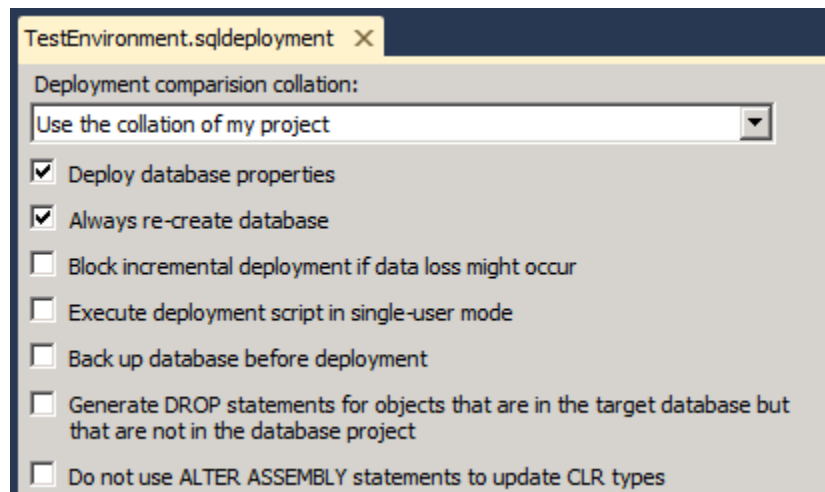 TestEnvironment.sqldeployment
Deployment comparision collation:
Use the collation of my project
Deploy database properties
Always re-create database
Block incremental deployment if data loss might occur
Execute deployment script in single-user mode
Back up database before deployment
Generate DROP statements for objects that are in the target database but
that are not in the database project
Do not use ALTER ASSEMBLY statements to update CLR types